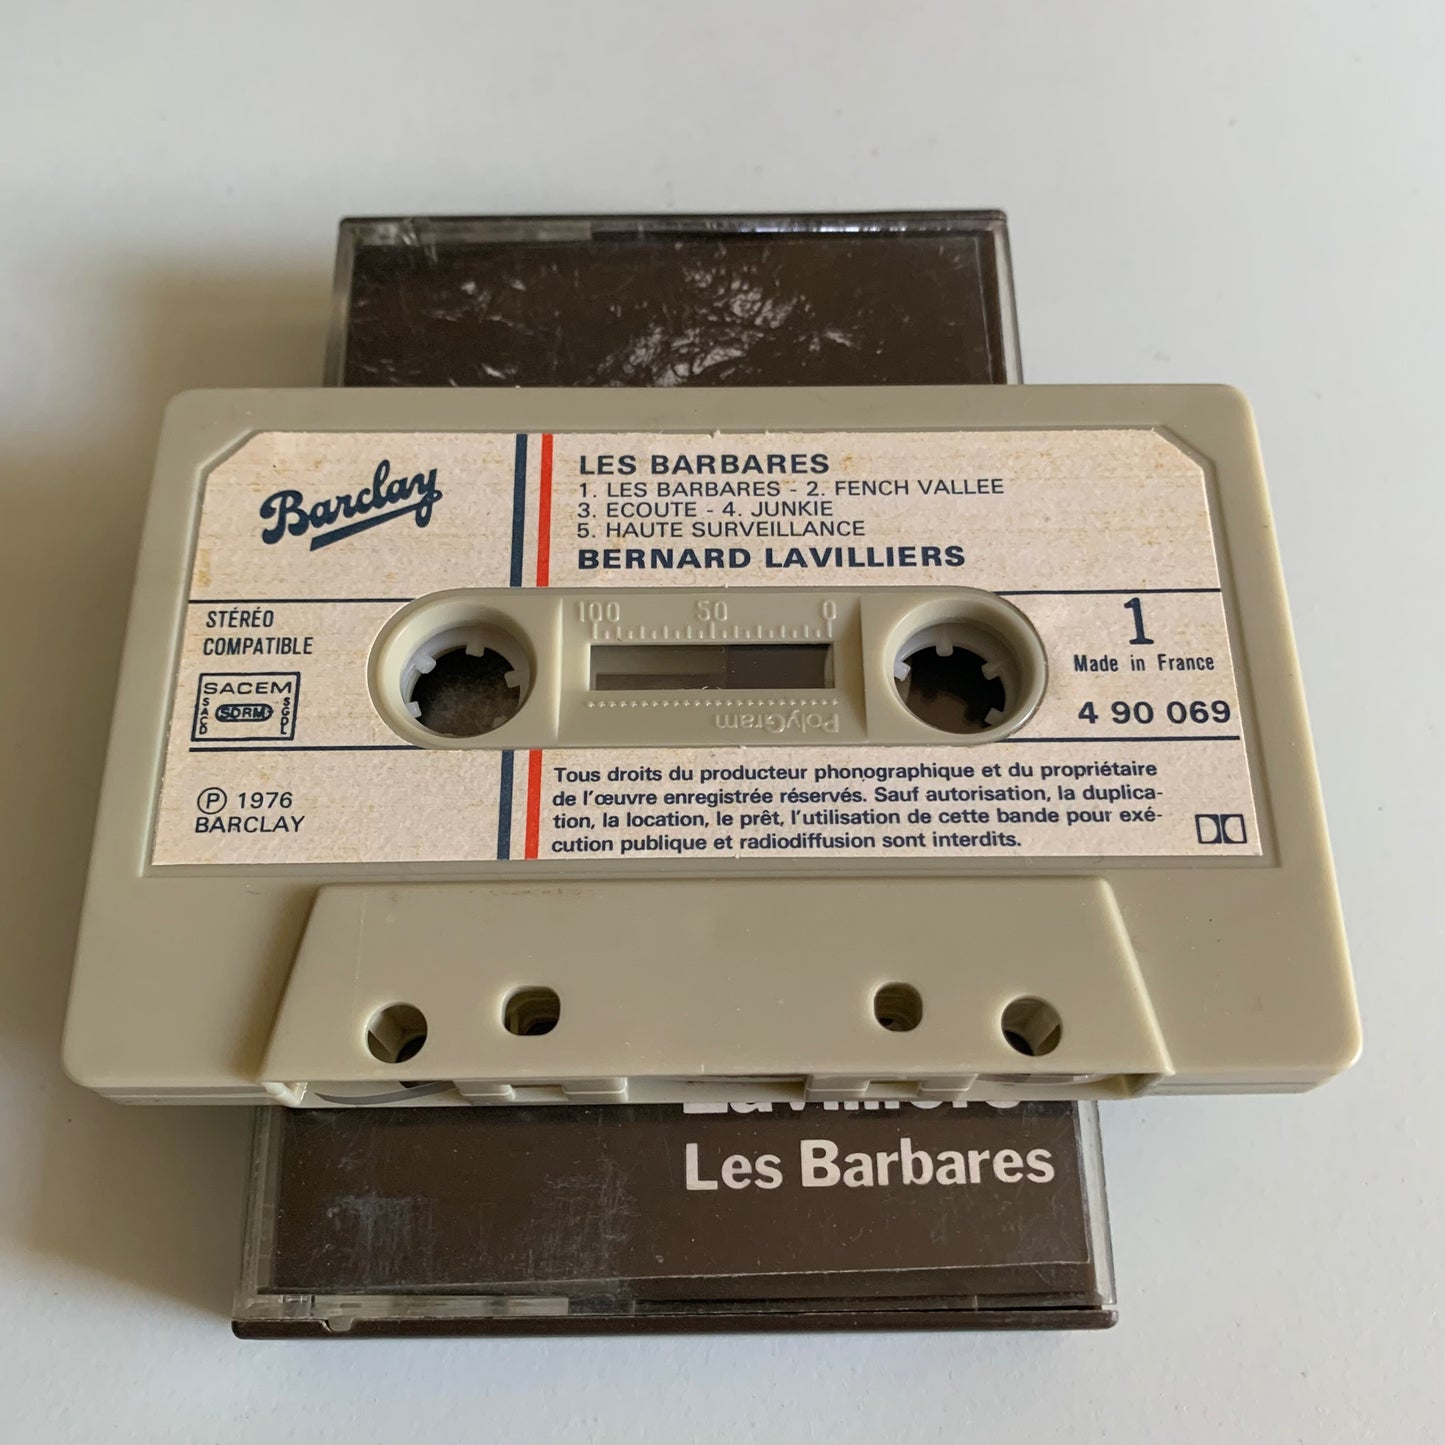 Barclay
LES BARBARES
1. LES BARBARES - 2. FENCH VALLEE
3. ECOUTE - 4. JUNKIE
5. HAUTE SURVEILLANCE
BERNARD LAVILLIERS
STÉRÉO
COMPATIBLE
SACEM
SACD
SDRM
SGDL
100 50 0
PolyGram
1
Made in France
4 90 069
Ⓟ 1976
BARCLAY
Tous droits du producteur phonographique et du propriétaire
de l'œuvre enregistrée réservés. Sauf autorisation, la duplica-
tion, la location, le prêt, l'utilisation de cette bande pour exé-
cution publique et radiodiffusion sont interdits.
Lavilliers
Les Barbares